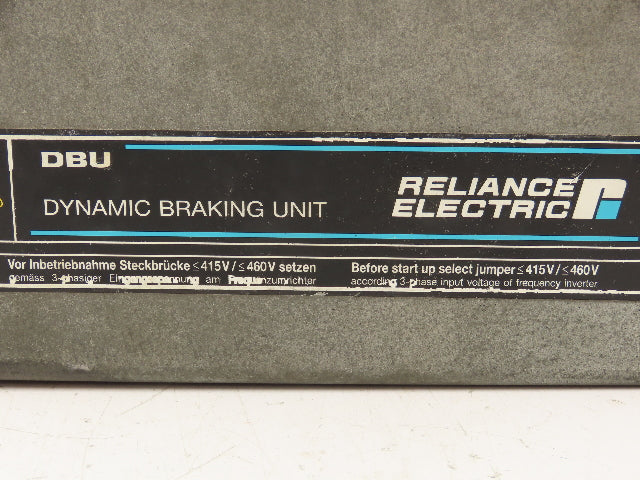 DBU
DYNAMIC BRAKING UNIT
RELIANCE
ELECTRIC
Vor Inbetriebnahme Steckbrücke ≤ 415V / ≤ 460V setzen
gemäss 3-phasiger Eingangsspannung am Frequenzumrichter
Before start up select jumper ≤ 415V / ≤ 460V
according 3-phase input voltage of frequency inverter